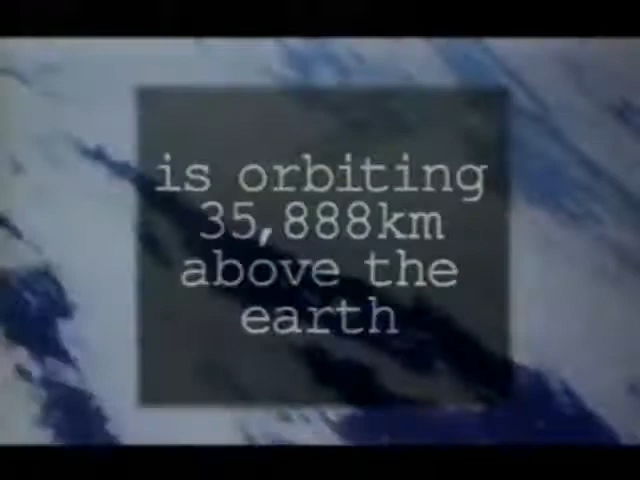 is orbiting
35,888km
above the
earth